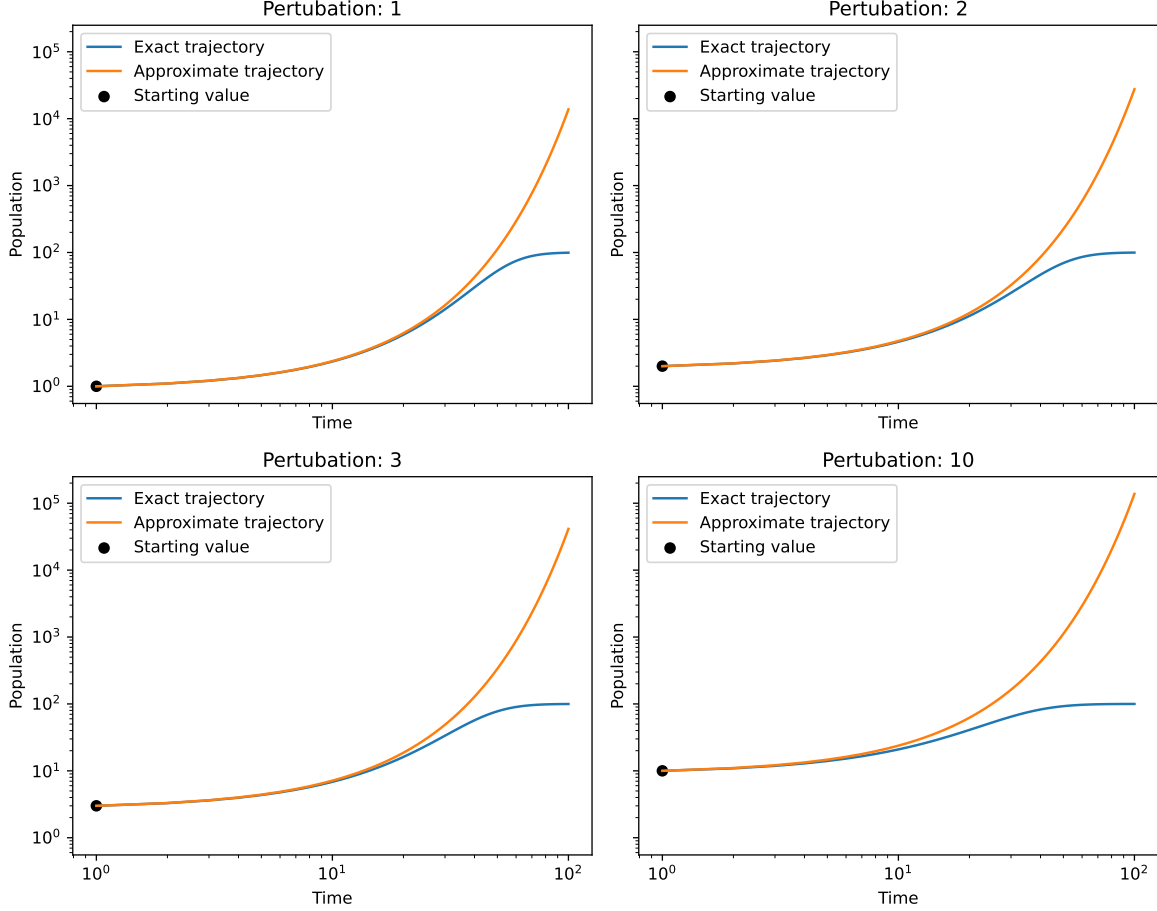 Pertubation: 1
Exact trajectory
Approximate trajectory
Starting value
10^5
10^4
10^3
10^2
10^1
10^0
Population
Time
Pertubation: 2
Exact trajectory
Approximate trajectory
Starting value
Population
Time
Pertubation: 3
Exact trajectory
Approximate trajectory
Starting value
10^5
10^4
10^3
10^2
10^1
10^0
Population
10^0 10^1 10^2
Time
Pertubation: 10
Exact trajectory
Approximate trajectory
Starting value
Population
10^0 10^1 10^2
Time